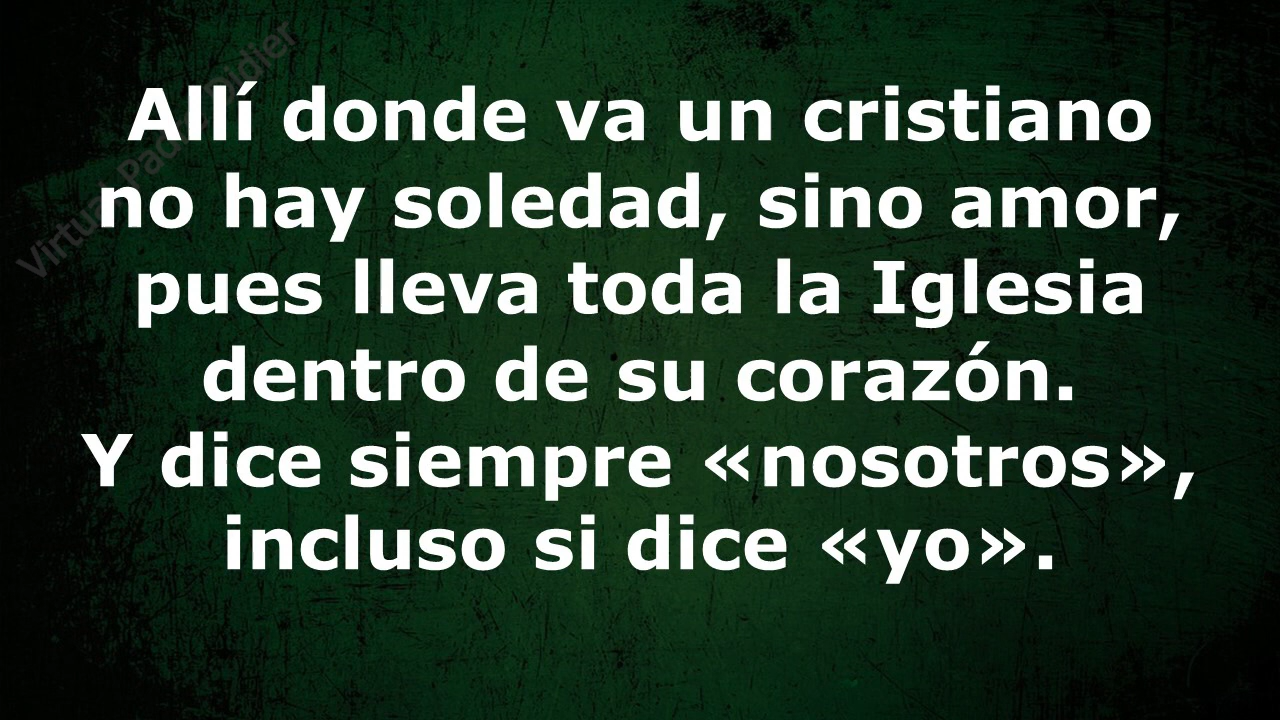 Allí donde va un cristiano
no hay soledad, sino amor,
pues lleva toda la Iglesia
dentro de su corazón.
Y dice siempre «nosotros»,
incluso si dice «yo».